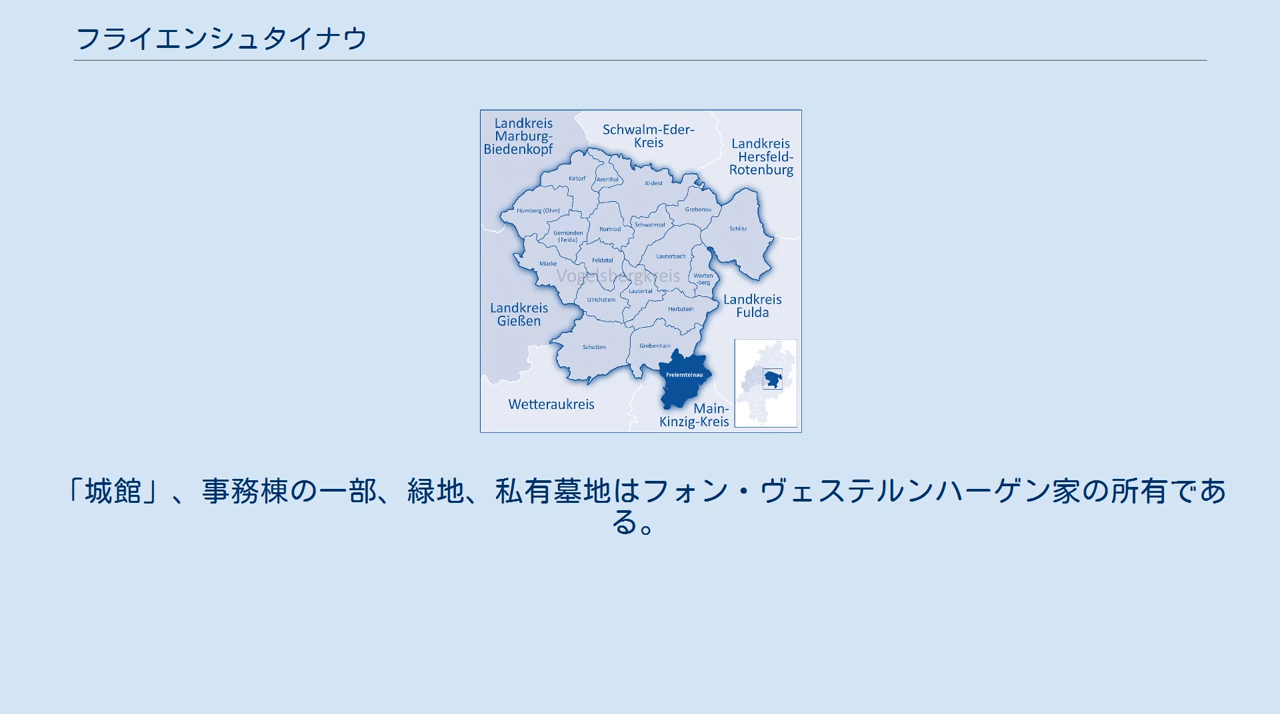 フライエンシュタイナウ
Landkreis
Marburg-
Biedenkopf
Schwalm-Eder-
Kreis
Landkreis
Hersfeld-
Rotenburg
Kirtorf
Antrifttal
Alsfeld
Homberg (Ohm)
Grebenau
Gemünden
(Felda)
Romrod
Schwalmtal
Schlitz
Mücke
Feldatal
Lauterbach
Vogelsbergkreis
Warten
berg
Ulrichstein
Lautertal
Herbstein
Landkreis
Gießen
Landkreis
Fulda
Schotten
Grebenhain
Freiensteinau
Wetteraukreis
Main-
Kinzig-Kreis
「城館」、事務棟の一部、緑地、私有墓地はフォン・ヴェステルンハーゲン家の所有であ
る。